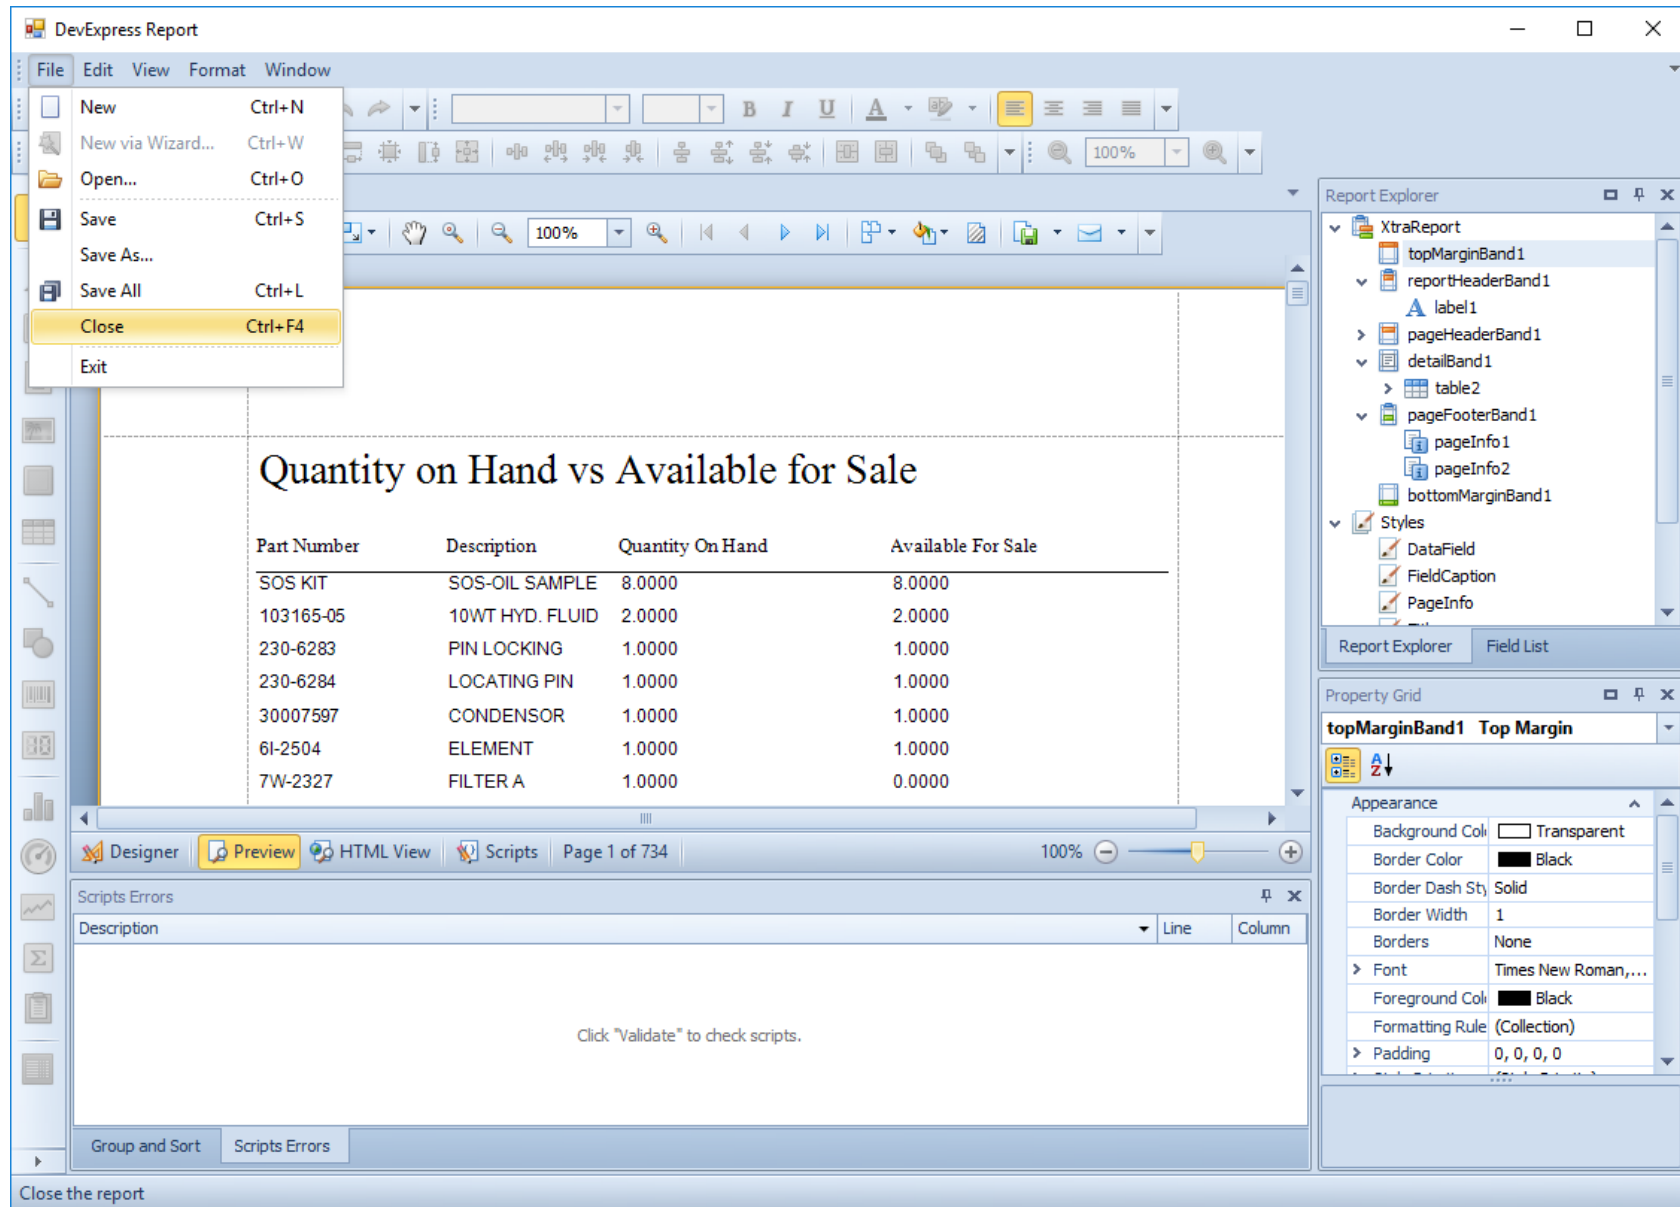 DevExpress Report
File Edit View Format Window
New Ctrl+N
New via Wizard... Ctrl+W
Open... Ctrl+O
Save Ctrl+S
Save As...
Save All Ctrl+L
Close Ctrl+F4
Exit
B I U A
100%
100%
Quantity on Hand vs Available for Sale
Part Number Description Quantity On Hand Available For Sale
SOS KIT SOS-OIL SAMPLE 8.0000 8.0000
103165-05 10WT HYD. FLUID 2.0000 2.0000
230-6283 PIN LOCKING 1.0000 1.0000
230-6284 LOCATING PIN 1.0000 1.0000
30007597 CONDENSOR 1.0000 1.0000
6I-2504 ELEMENT 1.0000 1.0000
7W-2327 FILTER A 1.0000 0.0000
Designer Preview HTML View Scripts Page 1 of 734 100%
Scripts Errors
Description Line Column
Click "Validate" to check scripts.
Group and Sort Scripts Errors
Report Explorer
XtraReport
topMarginBand1
reportHeaderBand1
A label1
pageHeaderBand1
detailBand1
table2
pageFooterBand1
pageInfo1
pageInfo2
bottomMarginBand1
Styles
DataField
FieldCaption
PageInfo
Report Explorer Field List
Property Grid
topMarginBand1 Top Margin
Appearance
Background Col Transparent
Border Color Black
Border Dash Sty Solid
Border Width 1
Borders None
Font Times New Roman,...
Foreground Col Black
Formatting Rule (Collection)
Padding 0, 0, 0, 0
Close the report